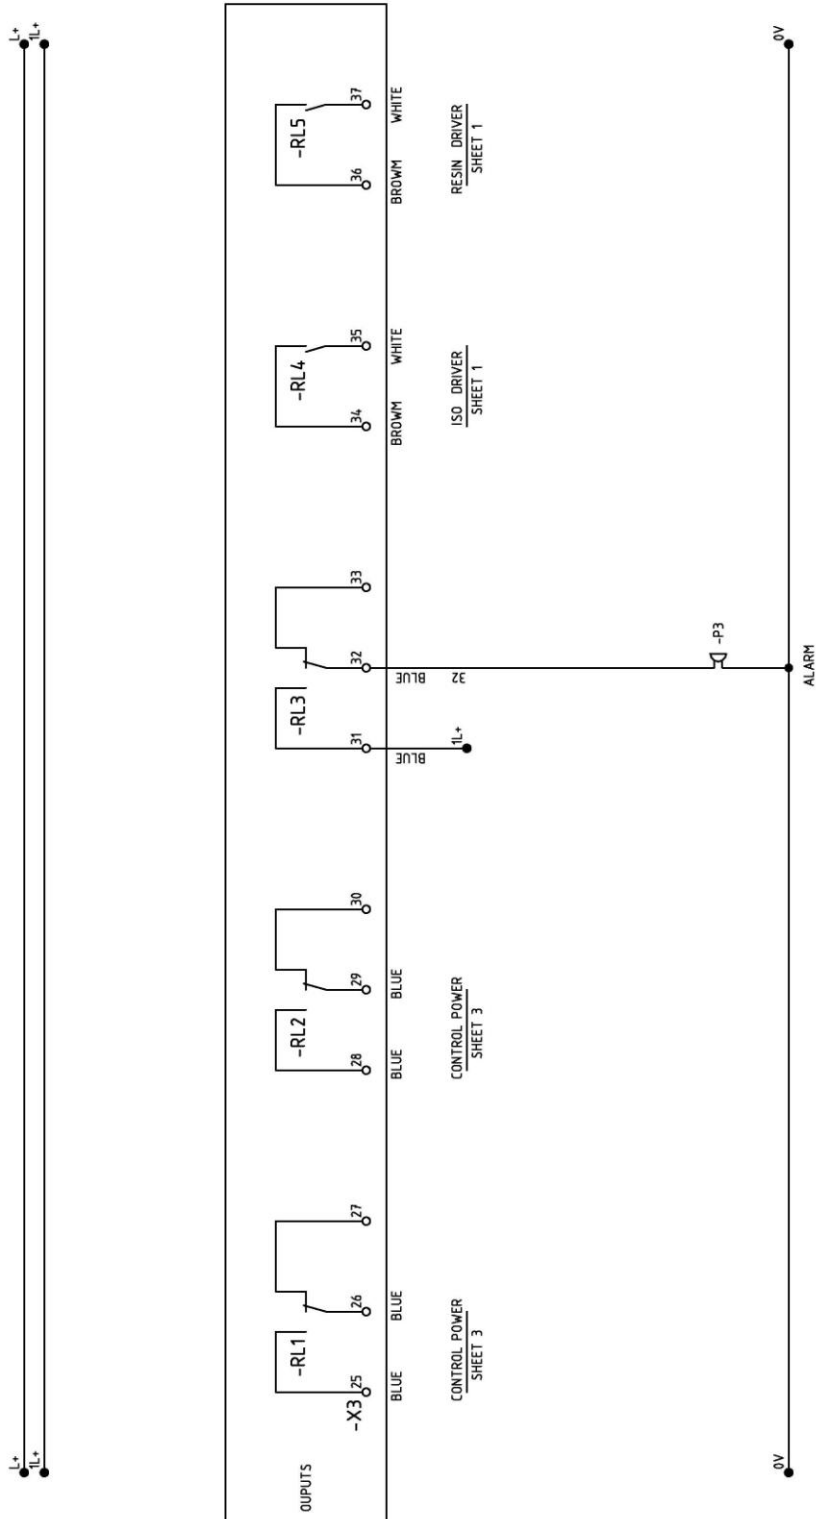 L+
1L+
L+
1L+
OUPUTS
-X3
-RL1
25
26
27
BLUE
BLUE
CONTROL POWER
SHEET 3
-RL2
28
29
30
BLUE
BLUE
CONTROL POWER
SHEET 3
-RL3
31
32
33
BLUE
BLUE
1L+
32
-P3
ALARM
-RL4
34
35
BROWM
WHITE
ISO DRIVER
SHEET 1
-RL5
36
37
BROWM
WHITE
RESIN DRIVER
SHEET 1
0V
0V